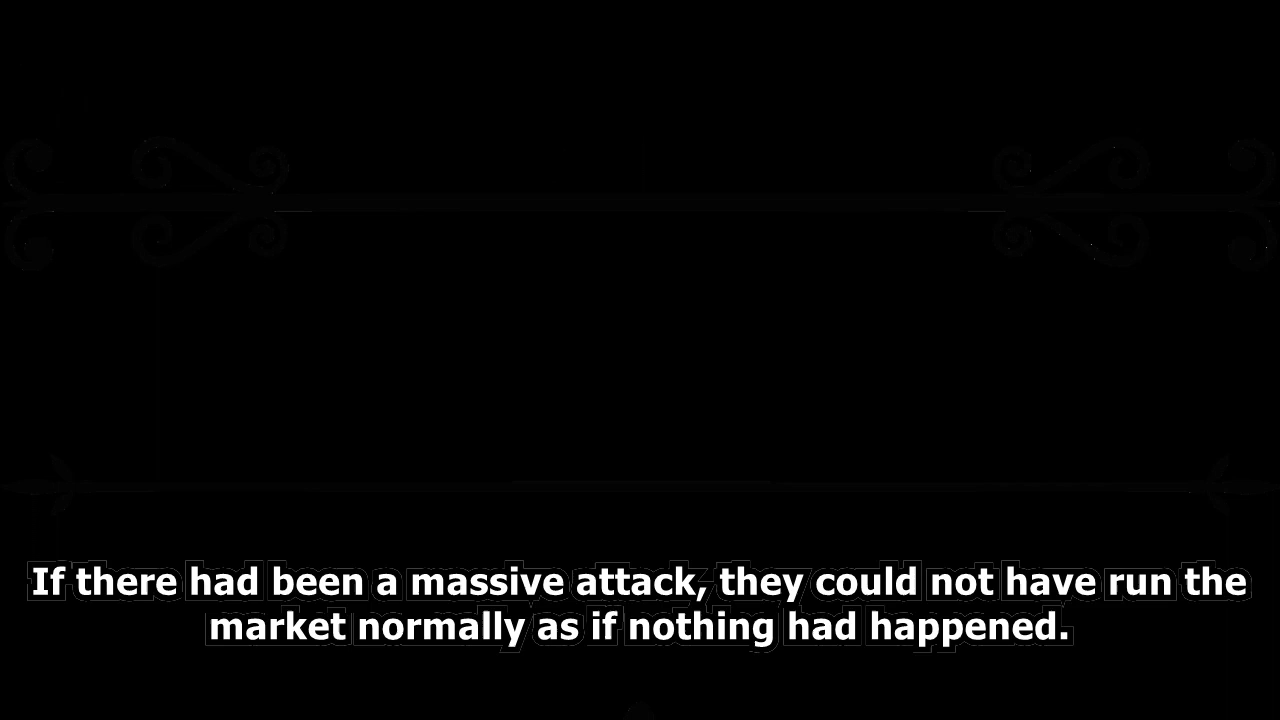 If there had been a massive attack, they could not have run the
market normally as if nothing had happened.